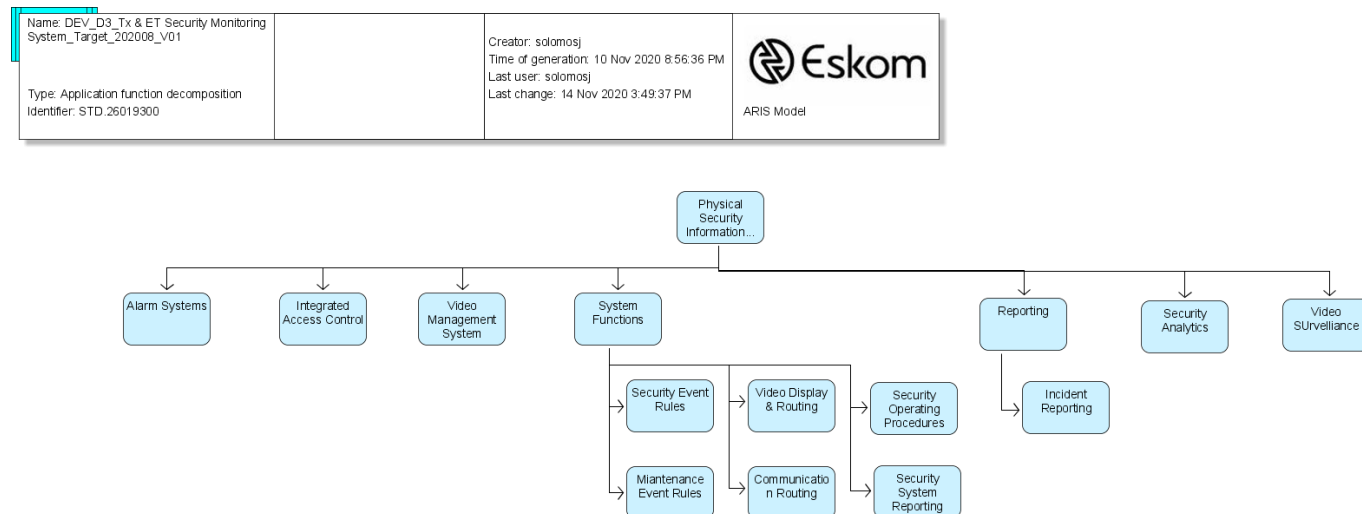 Name: DEV_D3_Tx & ET Security Monitoring
System_Target_202008_V01
Type: Application function decomposition
Identifier: STD.26019300
Creator: solomosj
Time of generation: 10 Nov 2020 8:56:36 PM
Last user: solomosj
Last change: 14 Nov 2020 3:49:37 PM
Eskom
ARIS Model
Physical
Security
Information...
Alarm Systems
Integrated
Access Control
Video
Management
System
System
Functions
Reporting
Security
Analytics
Video
SUrvelliance
Security Event
Rules
Video Display
& Routing
Security
Operating
Procedures
Incident
Reporting
Miantenance
Event Rules
Communicatio
n Routing
Security
System
Reporting